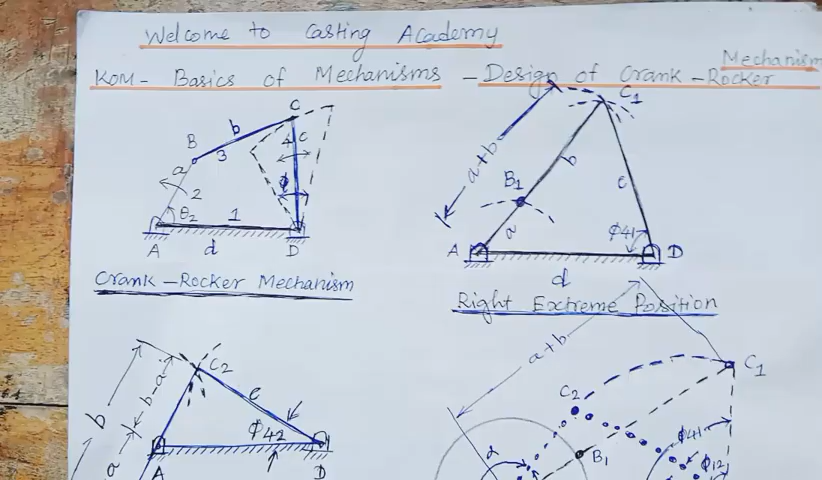 Welcome to Casting Academy
KOM- Basics of Mechanisms - Design of Crank-Rocker Mechanism
B
b
C
3
4
c
a
2
θ2
1
ϕ
A
d
D
Crank-Rocker Mechanism
C1
a+b
b
B1
c
a
ϕ41
A
D
d
Right Extreme Position
C2
b
b-a
c
a
ϕ42
A
D
a+b
C1
C2
ϕ41
α
B1
ϕ12